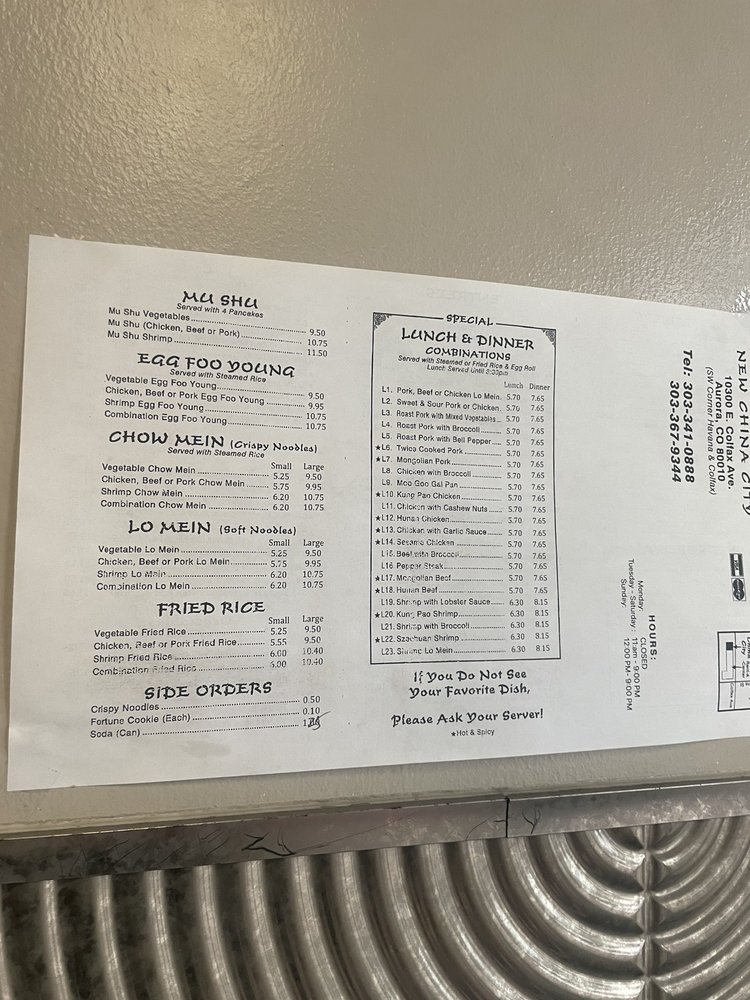 MU SHU
Served with 4 Pancakes
Mu Shu Vegetables 9.50
Mu Shu (Chicken, Beef or Pork) 10.75
Mu Shu Shrimp 11.50
EGG FOO YOUNG
Served with Steamed Rice
Vegetable Egg Foo Young 9.50
Chicken, Beef or Pork Egg Foo Young 9.95
Shrimp Egg Foo Young 10.75
Combination Egg Foo Young 10.75
CHOW MEIN (Crispy Noodles)
Served with Steamed Rice
Small Large
Vegetable Chow Mein 5.25 9.50
Chicken, Beef or Pork Chow Mein 5.75 9.95
Shrimp Chow Mein 6.20 10.75
Combination Chow Mein 6.20 10.75
LO MEIN (Soft Noodles)
Small Large
Vegetable Lo Mein 5.25 9.50
Chicken, Beef or Pork Lo Mein 5.75 9.95
Shrimp Lo Mein 6.20 10.75
Combination Lo Mein 6.20 10.75
FRIED RICE
Small Large
Vegetable Fried Rice 5.25 9.50
Chicken, Beef or Pork Fried Rice 5.55 9.50
Shrimp Fried Rice 6.00 10.40
Combination Fried Rice 6.00 10.40
SIDE ORDERS
Crispy Noodles 0.50
Fortune Cookie (Each) 0.10
Soda (Can)
SPECIAL
LUNCH & DINNER
COMBINATIONS
Served with Steamed or Fried Rice & Egg Roll
Lunch Served Until 3:30pm
Lunch Dinner
L1. Pork, Beef or Chicken Lo Mein. 5.70 7.65
L2. Sweet & Sour Pork or Chicken. 5.70 7.65
L3. Roast Pork with Mixed Vegetables 5.70 7.65
L4. Roast Pork with Broccoli 5.70 7.65
L5. Roast Pork with Bell Pepper 5.70 7.65
★L6. Twice Cooked Pork 5.70 7.65
★L7. Mongolian Pork 5.70 7.65
L8. Chicken with Broccoli 5.70 7.65
L9. Moo Goo Gai Pan 5.70 7.65
★L10. Kung Pao Chicken 5.70 7.65
L11. Chicken with Cashew Nuts 5.70 7.65
★L12. Hunan Chicken 5.70 7.65
★L13. Chicken with Garlic Sauce 5.70 7.65
★L14. Sesame Chicken 5.70 7.65
L15. Beef with Broccoli 5.70 7.65
L16 Pepper Steak 5.70 7.65
★L17. Mongolian Beef 5.70 7.65
★L18. Hunan Beef 5.70 7.65
L19. Shrimp with Lobster Sauce 6.30 8.15
★L20. Kung Pao Shrimp 6.30 8.15
L21. Shrimp with Broccoli 6.30 8.15
★L22. Szechuan Shrimp 6.30 8.15
L23. Shrimp Lo Mein 6.30 8.15
If You Do Not See
Your Favorite Dish,
Please Ask Your Server!
★Hot & Spicy
NEW CHINA CITY
10300 E. Colfax Ave.
Aurora, CO 80010
(SW Corner Havana & Colfax)
Tel: 303-341-0888
303-367-9344
HOURS:
Monday: CLOSED
Tuesday - Saturday: 11am - 9:00 PM
Sunday: 12:00 PM - 9:00 PM